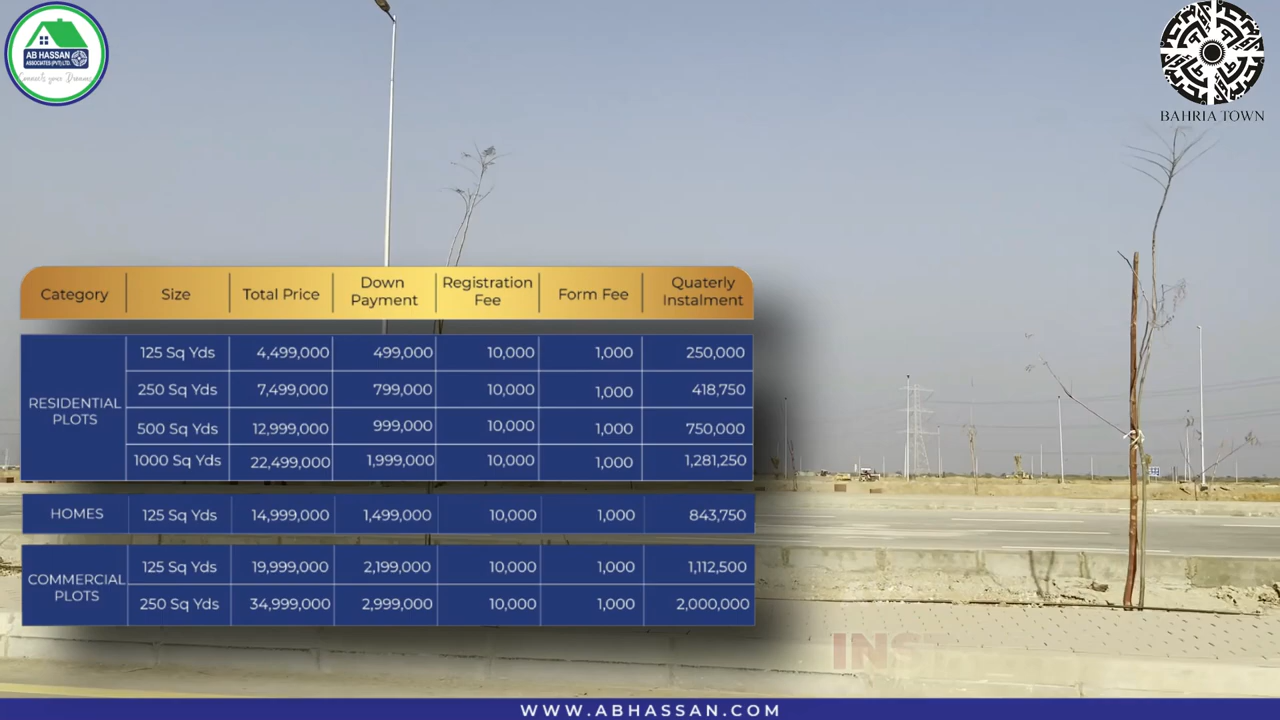 AB HASSAN
ASSOCIATES (PVT) LTD.
Connects your Dreams
BAHRIA TOWN
Category Size Total Price Down Payment Registration Fee Form Fee Quaterly Instalment
RESIDENTIAL PLOTS
125 Sq Yds 4,499,000 499,000 10,000 1,000 250,000
250 Sq Yds 7,499,000 799,000 10,000 1,000 418,750
500 Sq Yds 12,999,000 999,000 10,000 1,000 750,000
1000 Sq Yds 22,499,000 1,999,000 10,000 1,000 1,281,250
HOMES 125 Sq Yds 14,999,000 1,499,000 10,000 1,000 843,750
COMMERCIAL PLOTS
125 Sq Yds 19,999,000 2,199,000 10,000 1,000 1,112,500
250 Sq Yds 34,999,000 2,999,000 10,000 1,000 2,000,000
INST
WWW.ABHASSAN.COM